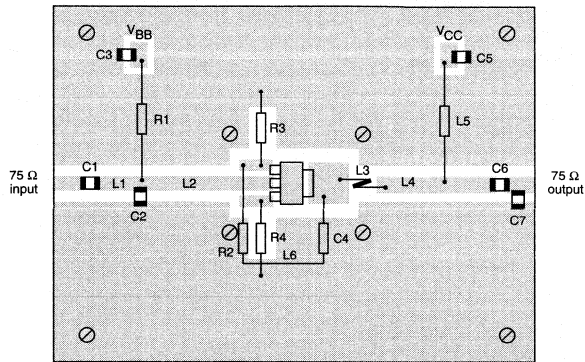 V_BB
V_CC
C3
C5
R1
R3
L5
75 Ω
input
C1
L1
L2
L3
L4
C6
75 Ω
output
C2
C7
R2
R4
C4
L6